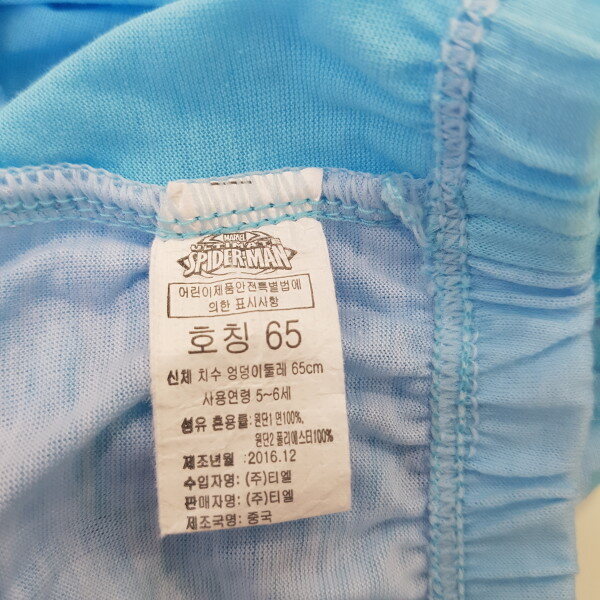 MARVEL
ULTIMATE
SPIDER-MAN
어린이제품안전특별법에
의한 표시사항
호칭 65
신체 치수 엉덩이둘레 65cm
사용연령 5~6세
섬유 혼용률: 원단1 면100%,
원단2 폴리에스터100%
제조년월 : 2016.12
수입자명: (주)티엘
판매자명: (주)티엘
제조국명: 중국